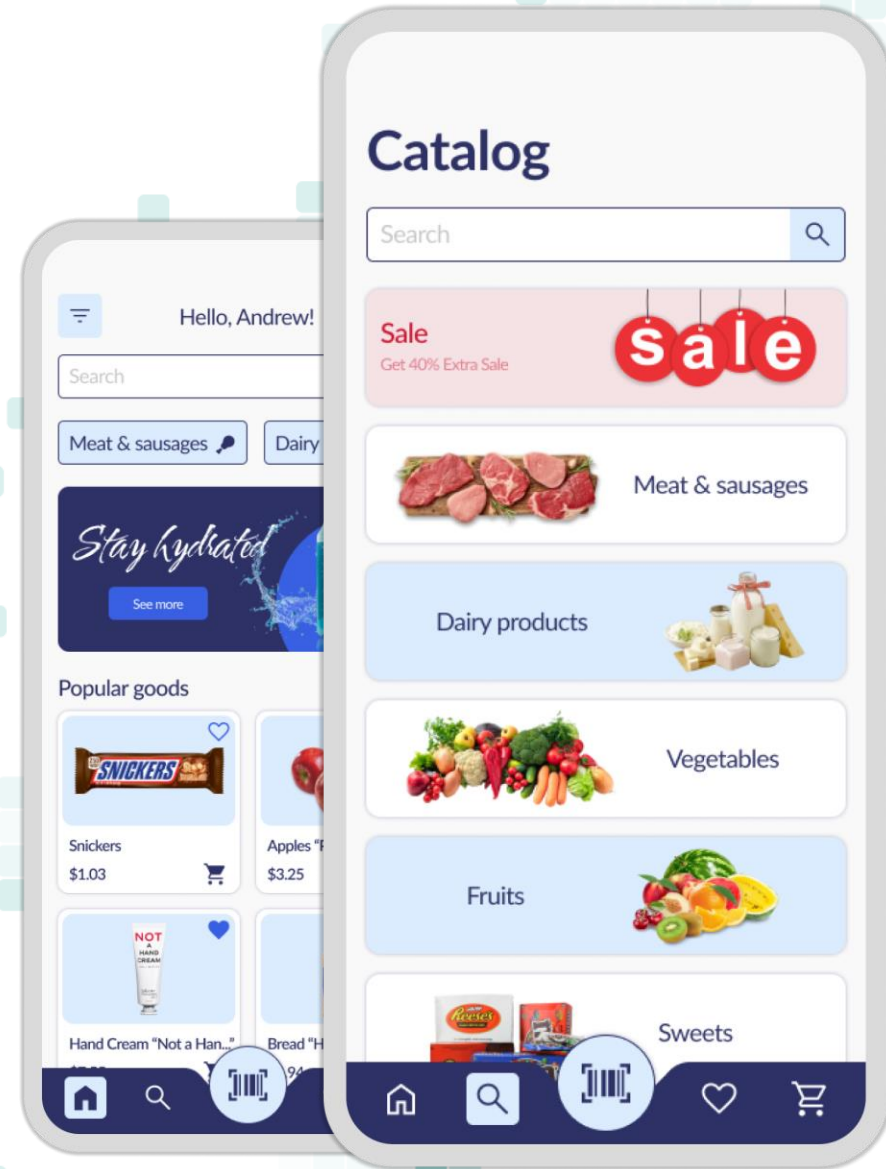 Hello, Andrew!
Search
Meat & sausages
Dairy
Stay hydrated
See more
Popular goods
SNICKERS
Snickers
$1.03
Apples "
$3.25
NOT
A
HAND
CREAM
Hand Cream "Not a Han..."
Bread "H
94
Catalog
Search
Sale
Get 40% Extra Sale
sale
Meat & sausages
Dairy products
Vegetables
Fruits
Reese's
Sweets